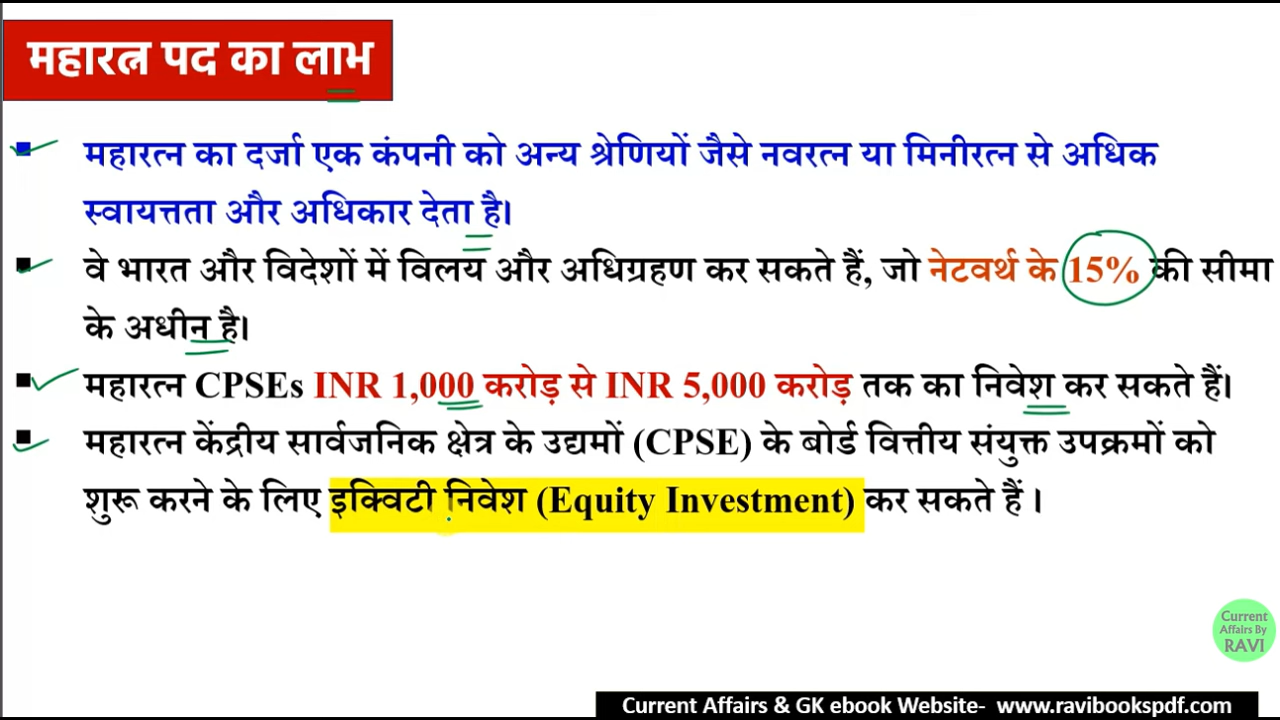 महारत्न पद का लाभ
महारत्न का दर्जा एक कंपनी को अन्य श्रेणियों जैसे नवरत्न या मिनीरत्न से अधिक
स्वायत्तता और अधिकार देता है।
वे भारत और विदेशों में विलय और अधिग्रहण कर सकते हैं, जो नेटवर्थ के 15% की सीमा
के अधीन है।
महारत्न CPSEs INR 1,000 करोड़ से INR 5,000 करोड़ तक का निवेश कर सकते हैं।
महारत्न केंद्रीय सार्वजनिक क्षेत्र के उद्यमों (CPSE) के बोर्ड वित्तीय संयुक्त उपक्रमों को
शुरू करने के लिए इक्विटी निवेश (Equity Investment) कर सकते हैं ।
Current
Affairs By
RAVI
Current Affairs & GK ebook Website- www.ravibookspdf.com